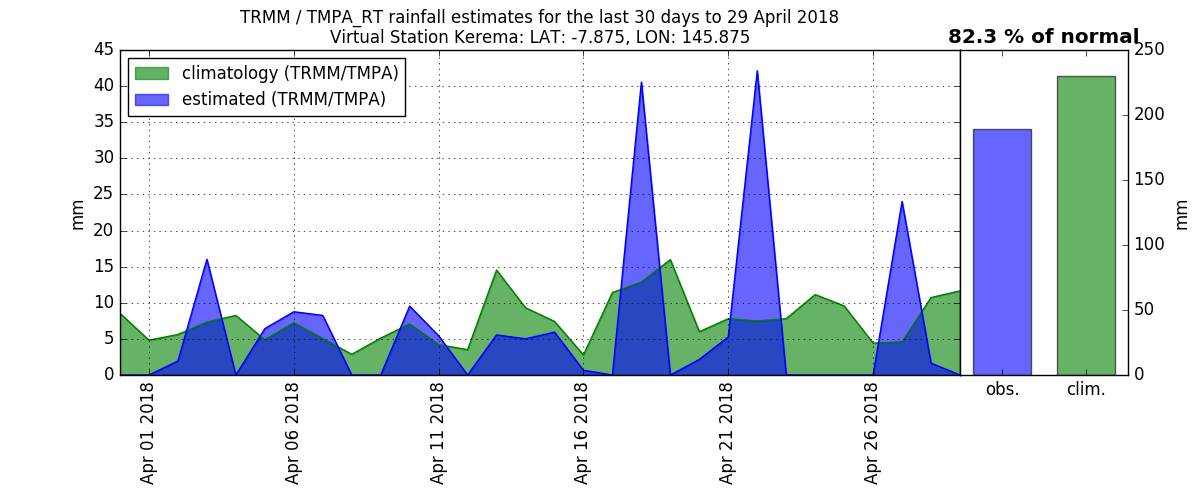 TRMM / TMPA_RT rainfall estimates for the last 30 days to 29 April 2018
Virtual Station Kerema: LAT: -7.875, LON: 145.875
82.3 % of normal
climatology (TRMM/TMPA)
estimated (TRMM/TMPA)
mm
45
40
35
30
25
20
15
10
5
0
Apr 01 2018
Apr 06 2018
Apr 11 2018
Apr 16 2018
Apr 21 2018
Apr 26 2018
obs.
clim.
250
200
150
100
50
0
mm